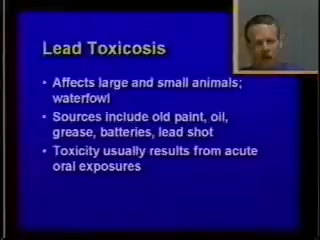 Lead Toxicosis
• Affects large and small animals;
waterfowl
• Sources include old paint, oil,
grease, batteries, lead shot
• Toxicity usually results from acute
oral exposures